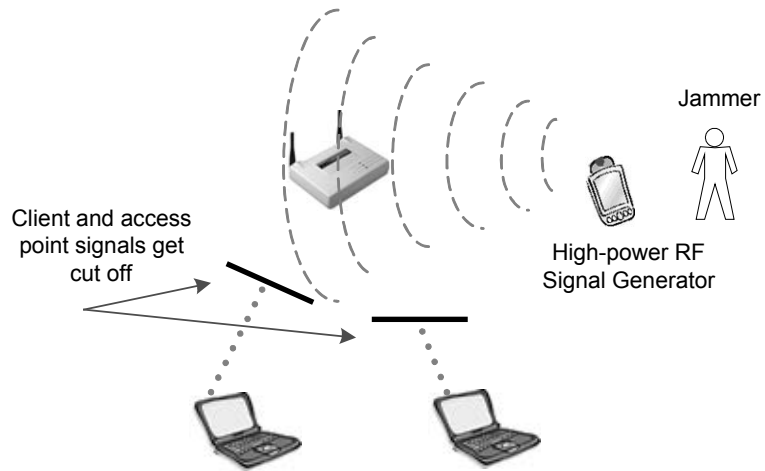 Jammer
Client and access
point signals get
cut off
High-power RF
Signal Generator